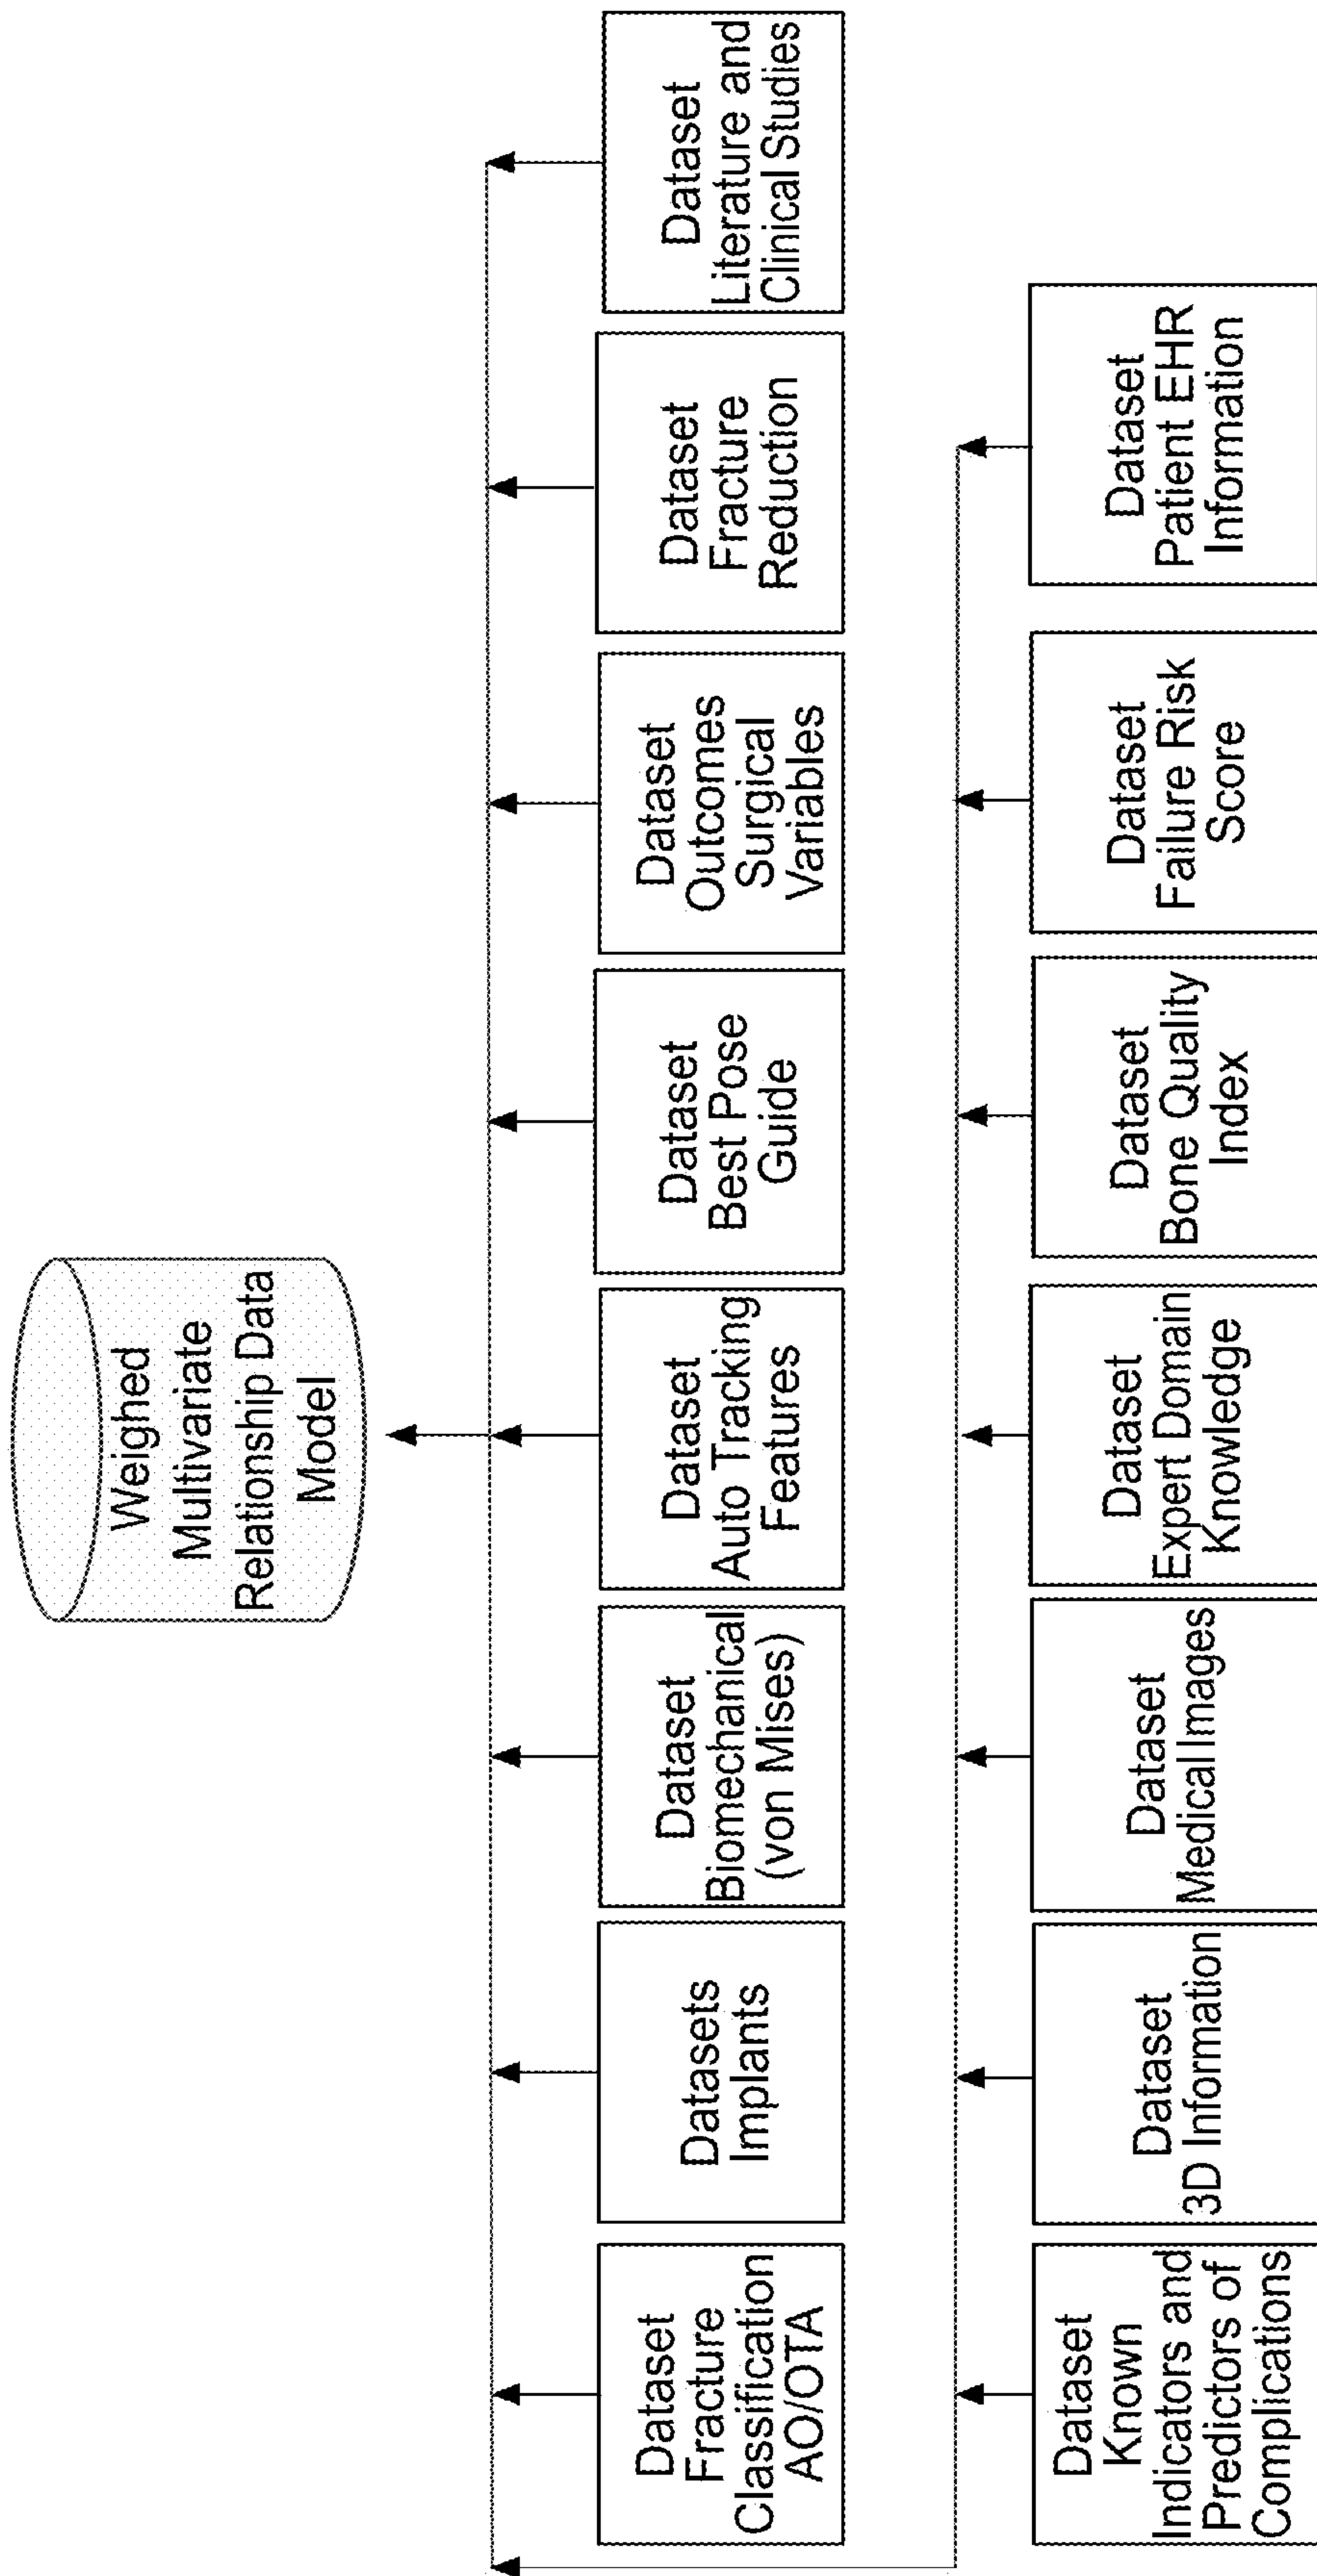 Weighed
Multivariate
Relationship Data
Model
Dataset
Fracture
Classification
AO/OTA
Datasets
Implants
Dataset
Biomechanical
(von Mises)
Dataset
Auto Tracking
Features
Dataset
Best Pose
Guide
Dataset
Outcomes
Surgical
Variables
Dataset
Fracture
Reduction
Dataset
Literature and
Clinical Studies
Dataset
Known
Indicators and
Predictors of
Complications
Dataset
3D Information
Dataset
Medical Images
Dataset
Expert Domain
Knowledge
Dataset
Bone Quality
Index
Dataset
Failure Risk
Score
Dataset
Patient EHR
Information